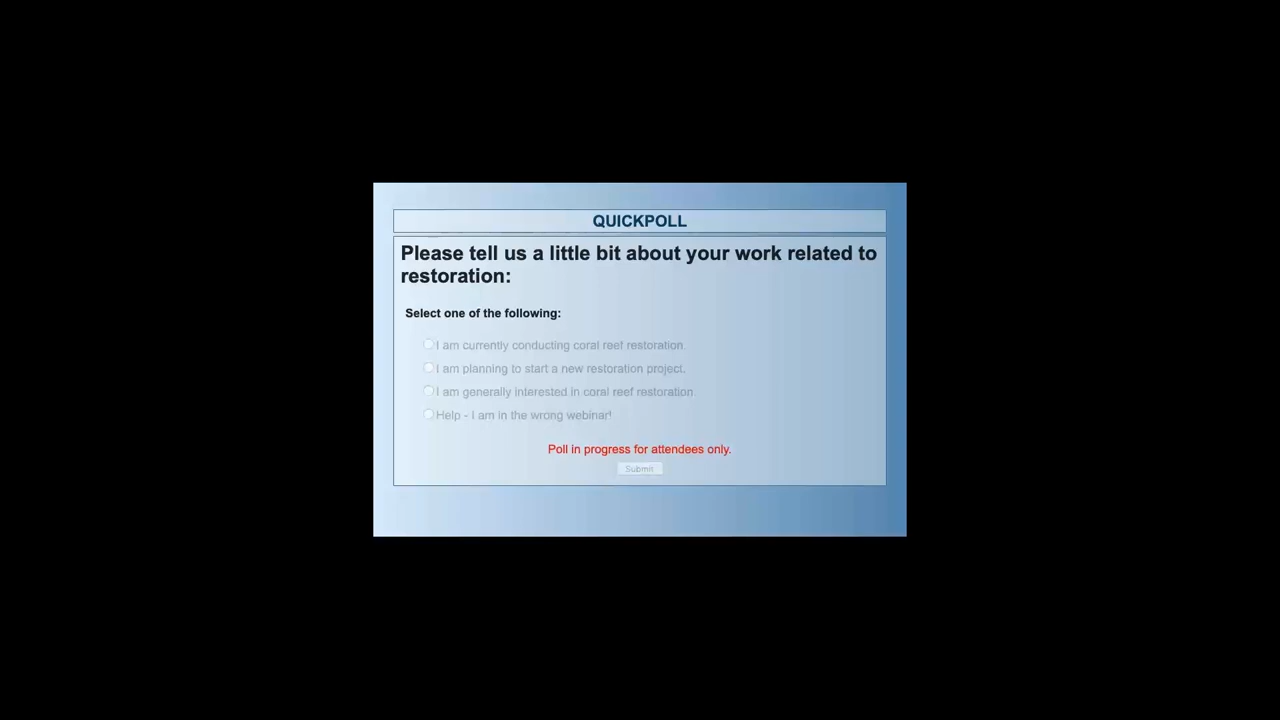 QUICKPOLL
Please tell us a little bit about your work related to
restoration:
Select one of the following:
I am currently conducting coral reef restoration.
I am planning to start a new restoration project.
I am generally interested in coral reef restoration.
Help - I am in the wrong webinar!
Poll in progress for attendees only.
Submit